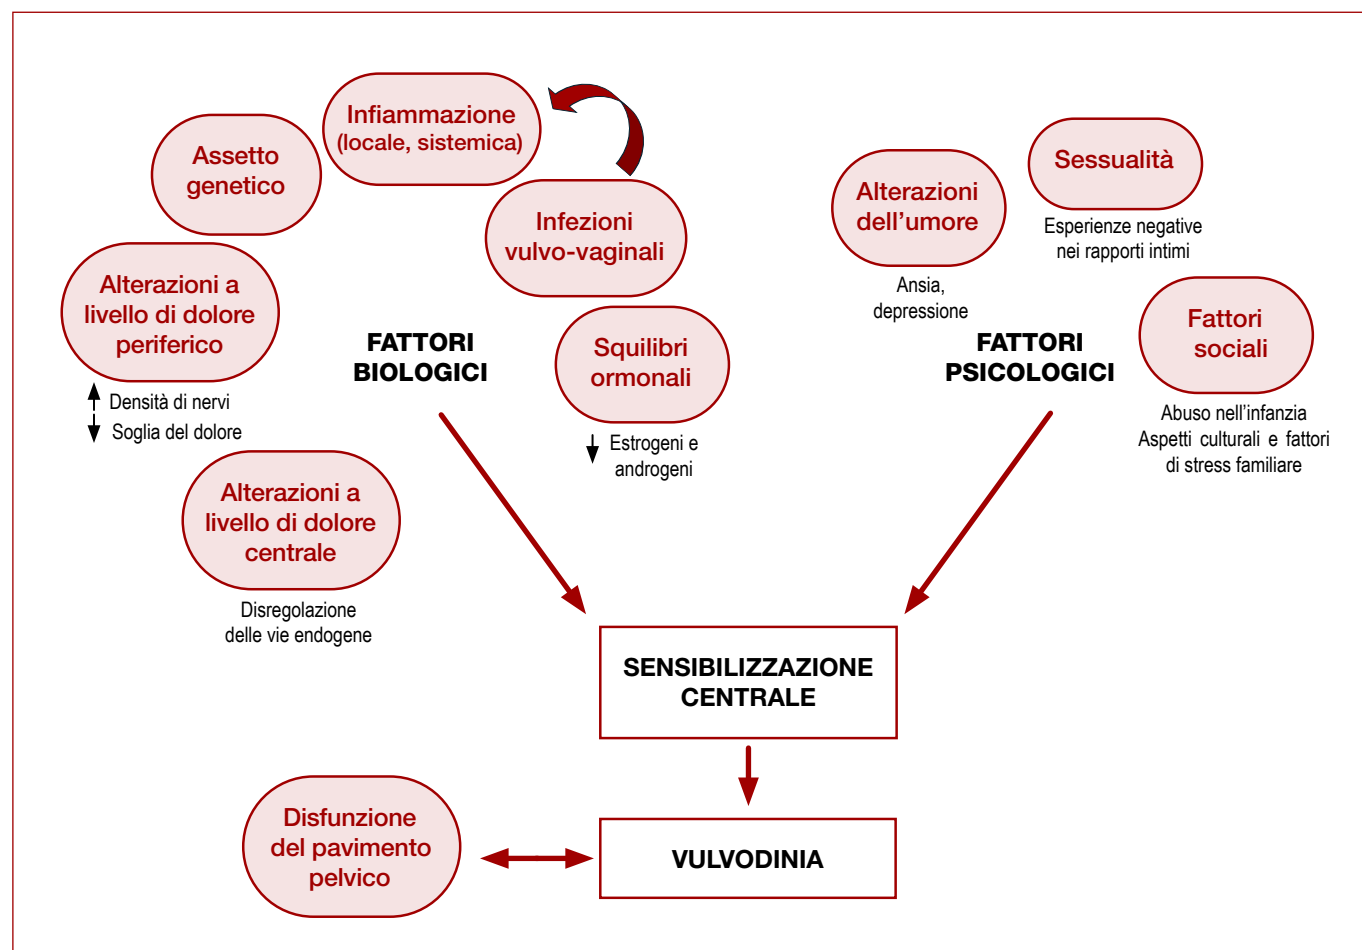 Infiammazione
(locale, sistemica)
Assetto
genetico
Infezioni
vulvo-vaginali
Alterazioni a
livello di dolore
periferico
Densità di nervi
Soglia del dolore
FATTORI
BIOLOGICI
Squilibri
ormonali
Estrogeni e
androgeni
Alterazioni a
livello di dolore
centrale
Disregolazione
delle vie endogene
Alterazioni
dell'umore
Ansia,
depressione
Sessualità
Esperienze negative
nei rapporti intimi
FATTORI
PSICOLOGICI
Fattori
sociali
Abuso nell'infanzia
Aspetti culturali e fattori
di stress familiare
SENSIBILIZZAZIONE
CENTRALE
Disfunzione
del pavimento
pelvico
VULVODINIA